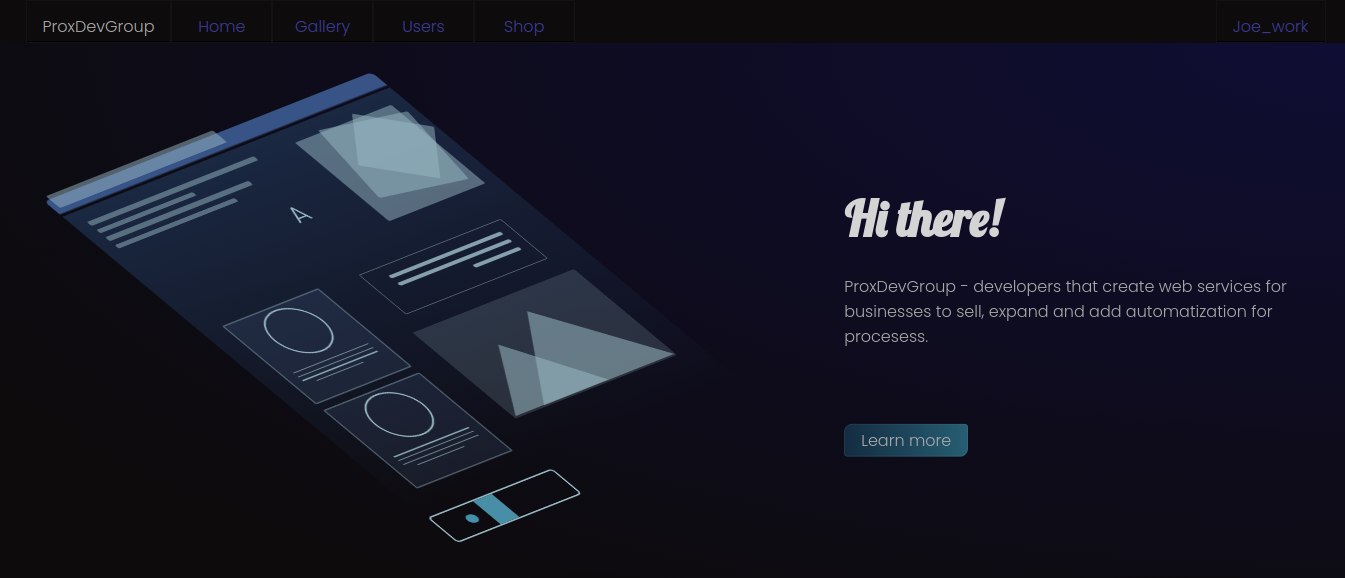 ProxDevGroup Home Gallery Users Shop Joe_work
A
Hi there!
ProxDevGroup - developers that create web services for
businesses to sell, expand and add automatization for
procesess.
Learn more